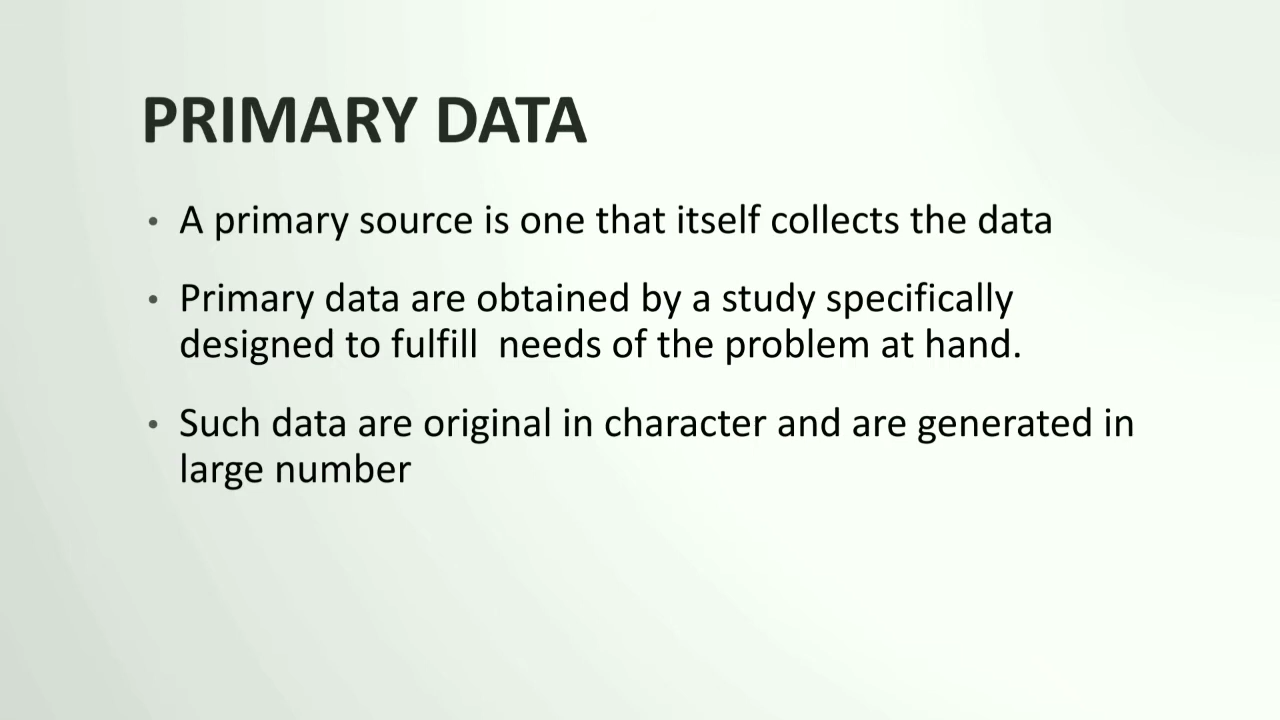 PRIMARY DATA
• A primary source is one that itself collects the data
• Primary data are obtained by a study specifically
designed to fulfill  needs of the problem at hand.
• Such data are original in character and are generated in
large number